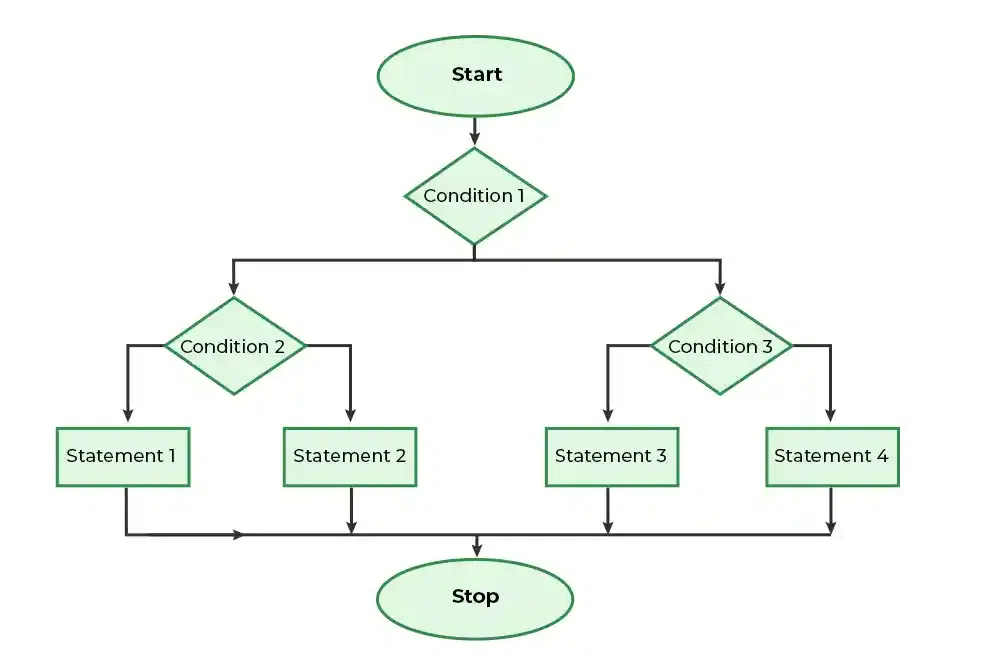 Start
Condition 1
Condition 2
Condition 3
Statement 1
Statement 2
Statement 3
Statement 4
Stop